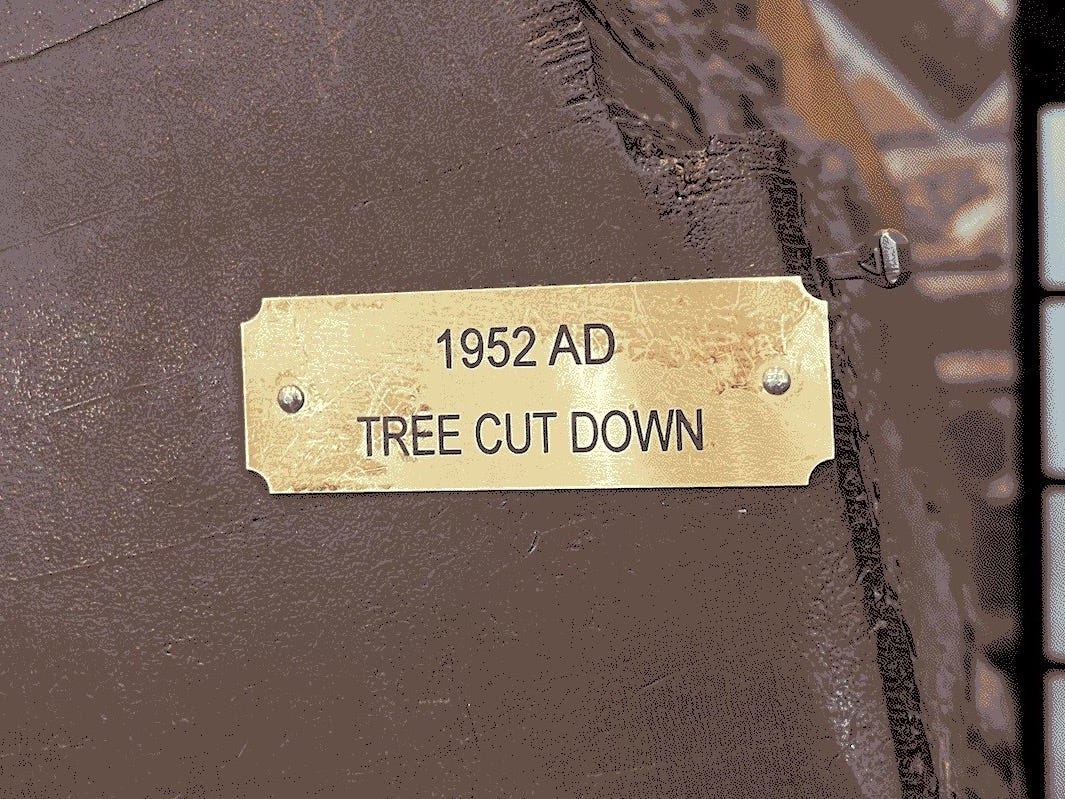 1952 AD
TREE CUT DOWN